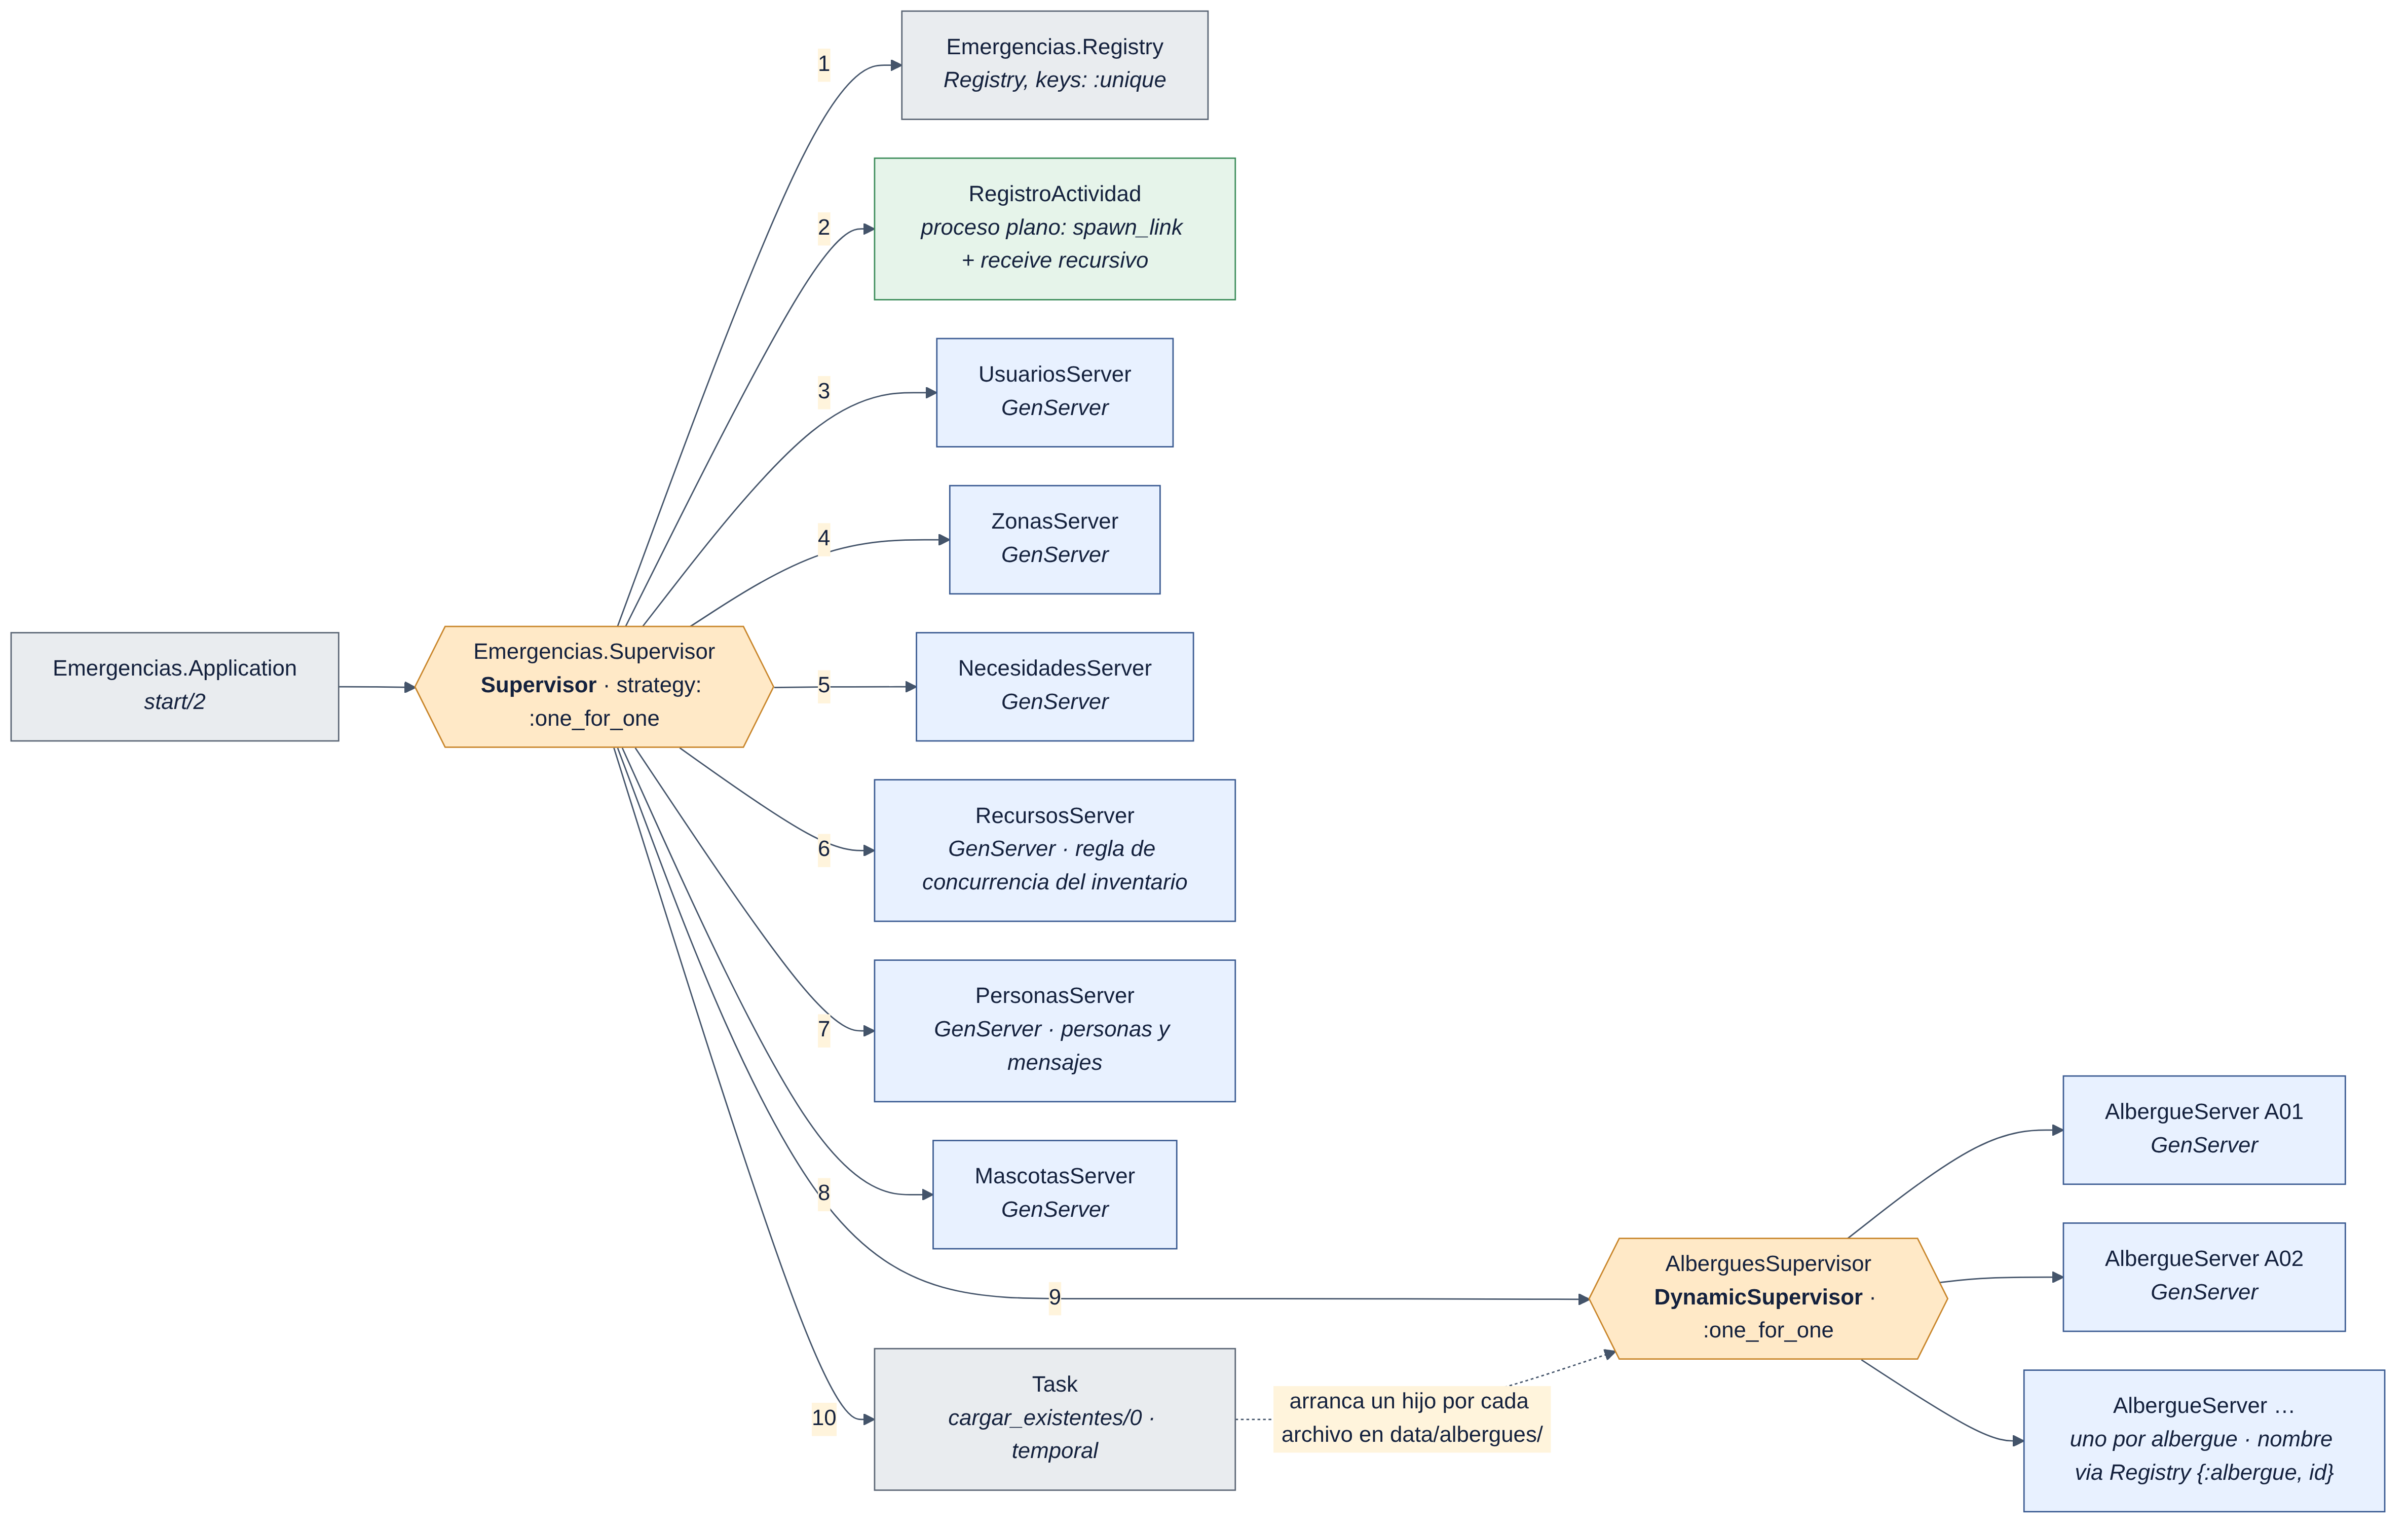 1
Emergencias.Registry
Registry, keys: :unique
2
RegistroActividad
proceso plano: spawn_link
+ receive recursivo
3
UsuariosServer
GenServer
4
ZonasServer
GenServer
Emergencias.Application
start/2
Emergencias.Supervisor
Supervisor · strategy:
:one_for_one
5
NecesidadesServer
GenServer
6
RecursosServer
GenServer · regla de
concurrencia del inventario
7
PersonasServer
GenServer · personas y
mensajes
8
MascotasServer
GenServer
9
AlberguesSupervisor
DynamicSupervisor ·
:one_for_one
10
Task
cargar_existentes/0 ·
temporal
arranca un hijo por cada
archivo en data/albergues/
AlbergueServer A01
GenServer
AlbergueServer A02
GenServer
AlbergueServer …
uno por albergue · nombre
via Registry {:albergue, id}